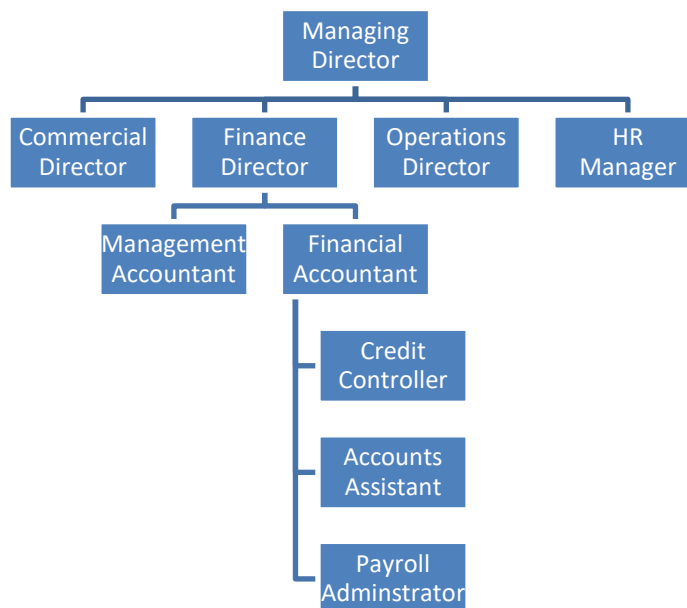 Managing
Director
Commercial
Director
Finance
Director
Operations
Director
HR
Manager
Management
Accountant
Financial
Accountant
Credit
Controller
Accounts
Assistant
Payroll
Adminstrator